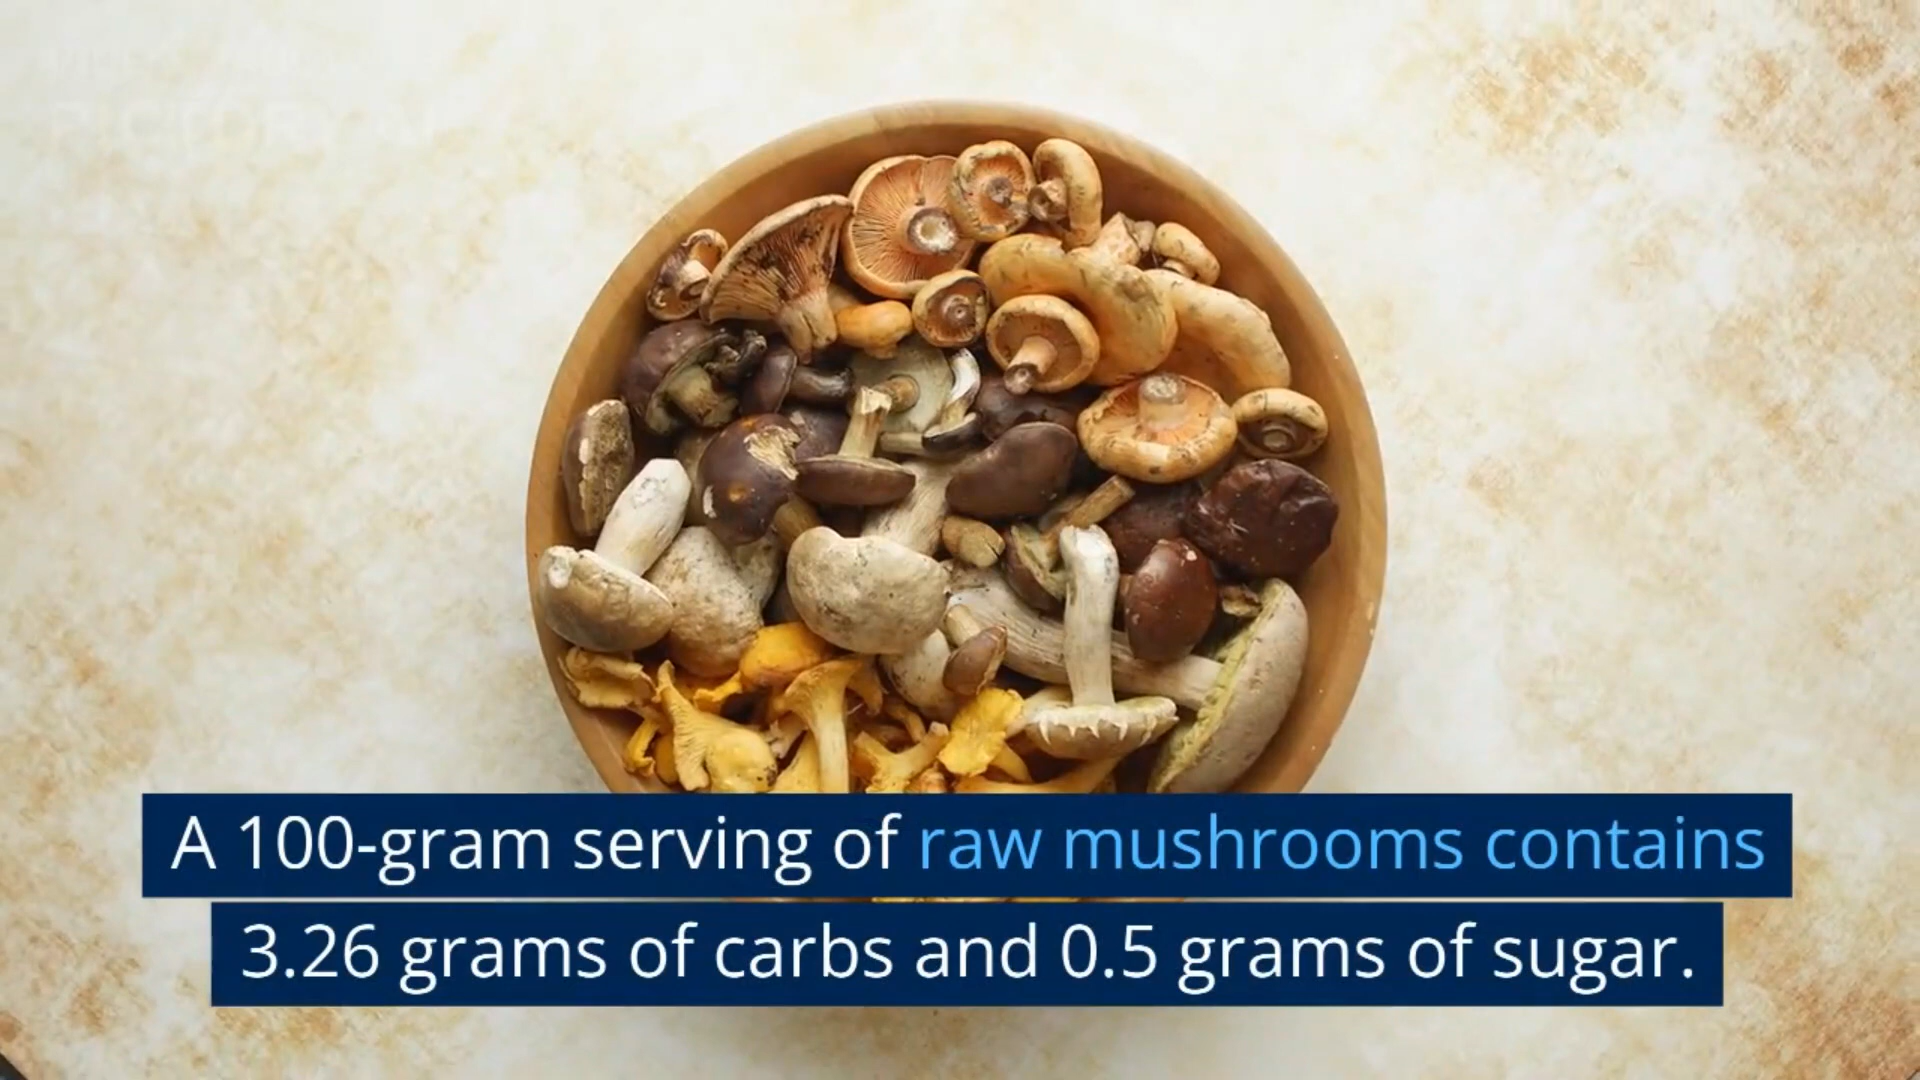 A 100-gram serving of raw mushrooms contains
3.26 grams of carbs and 0.5 grams of sugar.